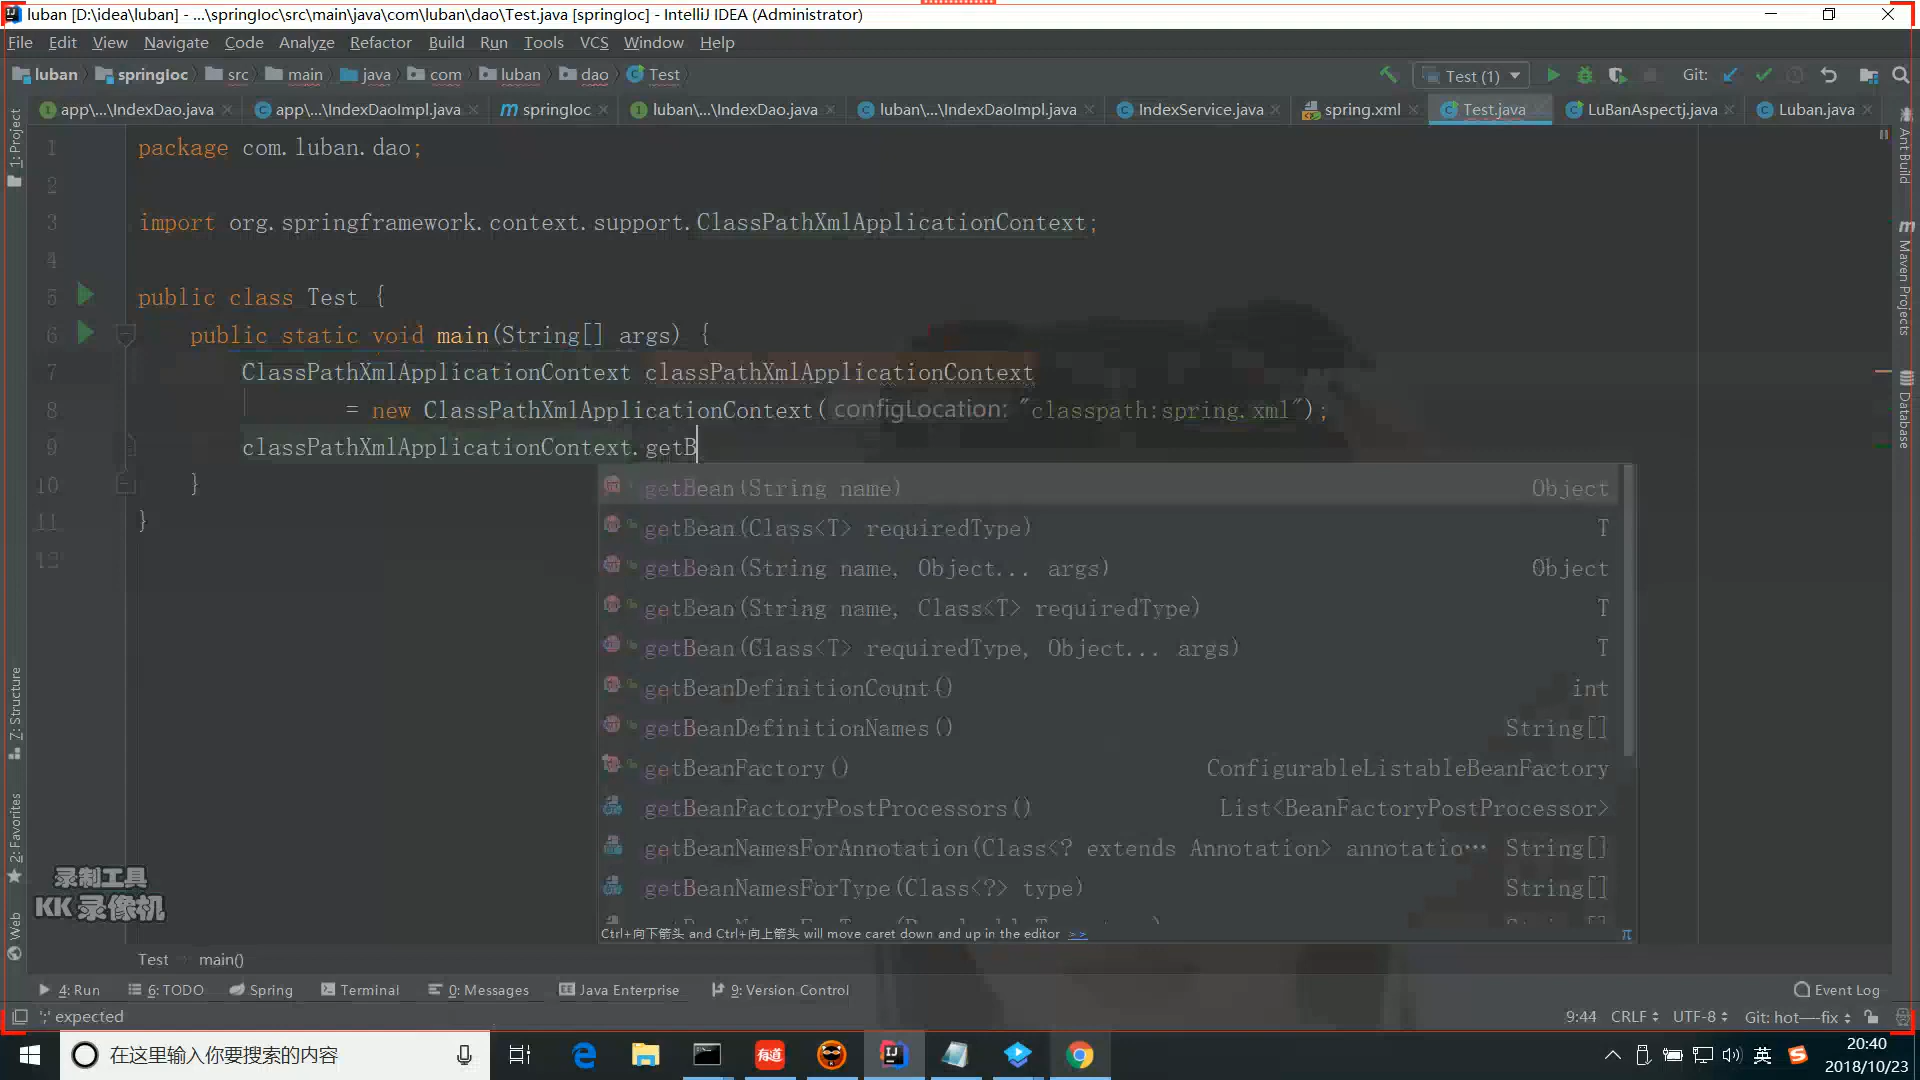 luban [D:\idea\luban] - ...\springIoc\src\main\java\com\luban\dao\Test.java [springIoc] - IntelliJ IDEA (Administrator)
File Edit View Navigate Code Analyze Refactor Build Run Tools VCS Window Help
luban springIoc src main java com luban dao Test
Test (1) Git:
app\...\IndexDao.java app\...\IndexDaoImpl.java springIoc luban\...\IndexDao.java luban\...\IndexDaoImpl.java IndexService.java spring.xml Test.java LuBanAspectj.java Luban.java
1: Project
Z: Structure
2: Favorites
Web
Ant Build
Maven Projects
Database
1 package com.luban.dao;
2
3 import org.springframework.context.support.ClassPathXmlApplicationContext;
4
5 public class Test {
6 public static void main(String[] args) {
7 ClassPathXmlApplicationContext classPathXmlApplicationContext
8 = new ClassPathXmlApplicationContext( configLocation: "classpath:spring.xml");
9 classPathXmlApplicationContext.getB
10 }
11 }
12
getBean(String name) Object
getBean(Class<T> requiredType) T
getBean(String name, Object... args) Object
getBean(String name, Class<T> requiredType) T
getBean(Class<T> requiredType, Object... args) T
getBeanDefinitionCount() int
getBeanDefinitionNames() String[]
getBeanFactory() ConfigurableListableBeanFactory
getBeanFactoryPostProcessors() List<BeanFactoryPostProcessor>
getBeanNamesForAnnotation(Class<? extends Annotation> annotatio… String[]
getBeanNamesForType(Class<?> type) String[]
Ctrl+向下箭头 and Ctrl+向上箭头 will move caret down and up in the editor >>
π
录制工具
KK 录像机
Test main()
4: Run 6: TODO Spring Terminal 0: Messages Java Enterprise 9: Version Control Event Log
';' expected
9:44 CRLF UTF-8 Git: hot----fix
在这里输入你要搜索的内容
有道
英
20:40
2018/10/23